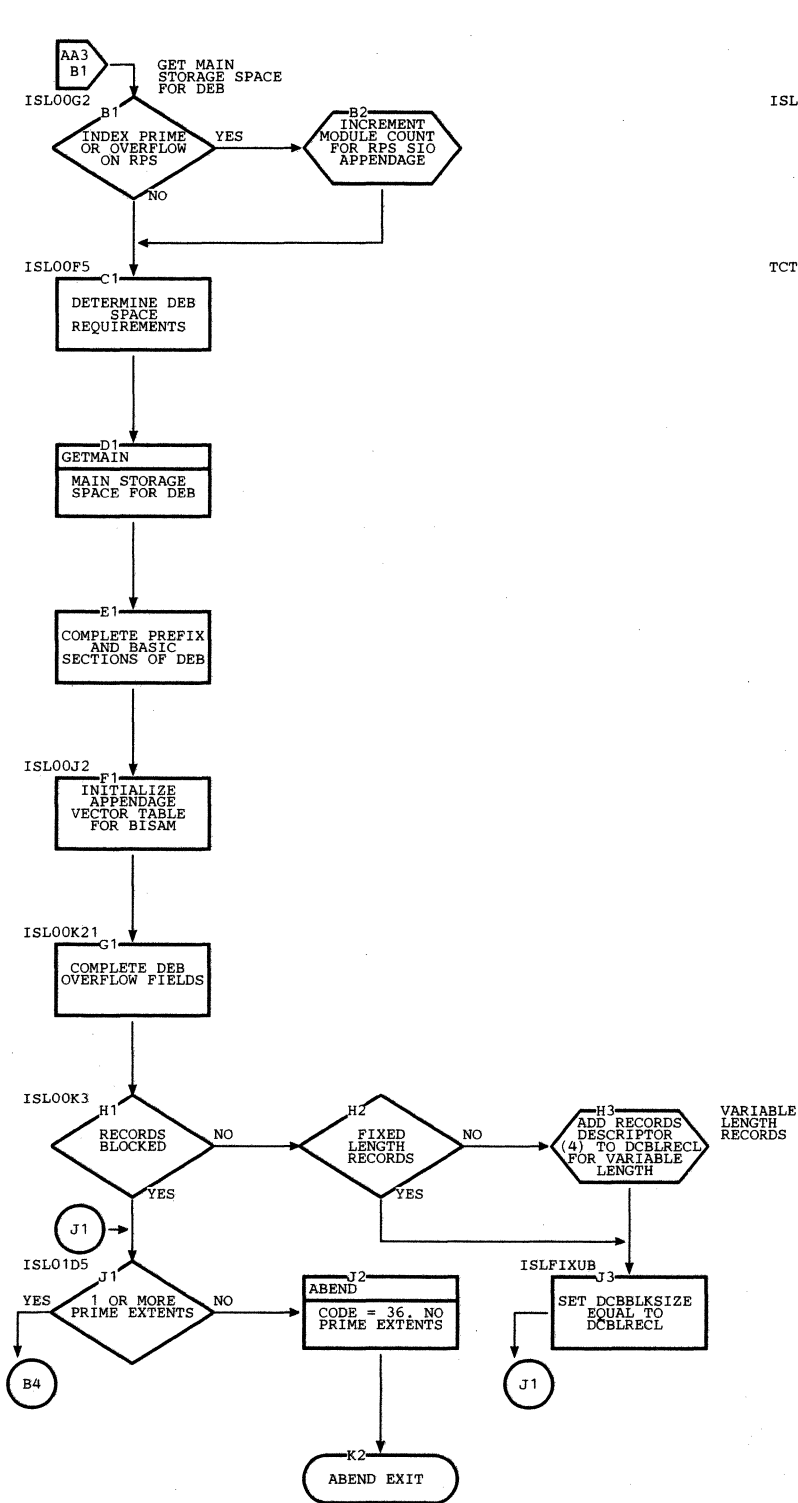 AA3
B1
GET MAIN
STORAGE SPACE
FOR DEB
ISL00G2
ISL
B1
INDEX PRIME
OR OVERFLOW
ON RPS
YES
NO
B2
INCREMENT
MODULE COUNT
FOR RPS SIO
APPENDAGE
ISL00F5
TCT
C1
DETERMINE DEB
SPACE
REQUIREMENTS
D1
GETMAIN
MAIN STORAGE
SPACE FOR DEB
E1
COMPLETE PREFIX
AND BASIC
SECTIONS OF DEB
ISL00J2
F1
INITIALIZE
APPENDAGE
VECTOR TABLE
FOR BISAM
ISL00K21
G1
COMPLETE DEB
OVERFLOW FIELDS
ISL00K3
H1
RECORDS
BLOCKED
NO
YES
H2
FIXED
LENGTH
RECORDS
NO
YES
H3
ADD RECORDS
DESCRIPTOR
(4) TO DCBLRECL
FOR VARIABLE
LENGTH
VARIABLE
LENGTH
RECORDS
J1
ISL01D5
J1
1 OR MORE
PRIME EXTENTS
YES
NO
B4
J2
ABEND
CODE = 36. NO
PRIME EXTENTS
ISLFIXUB
J3
SET DCBBLKSIZE
EQUAL TO
DCBLRECL
J1
K2
ABEND EXIT